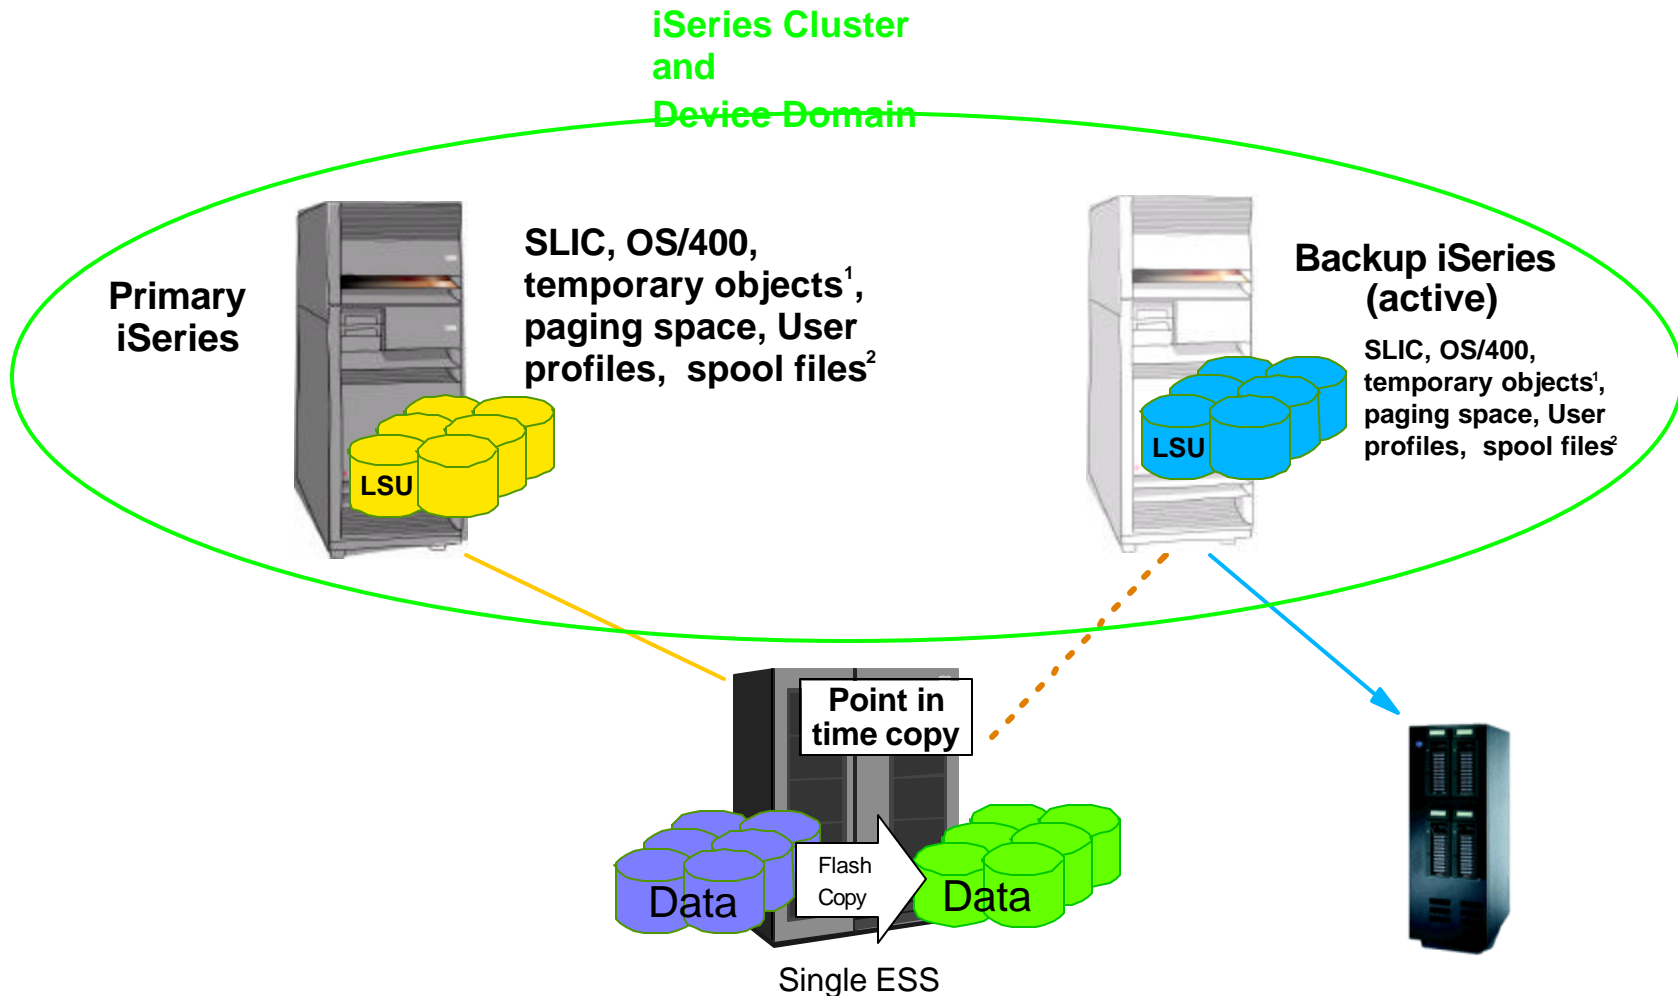 iSeries Cluster
and
Device Domain
Primary
iSeries
SLIC, OS/400,
temporary objects¹,
paging space, User
profiles, spool files²
LSU
Backup iSeries
(active)
SLIC, OS/400,
temporary objects¹,
paging space, User
profiles, spool files²
LSU
Point in
time copy
Data
Flash
Copy
Data
Single ESS